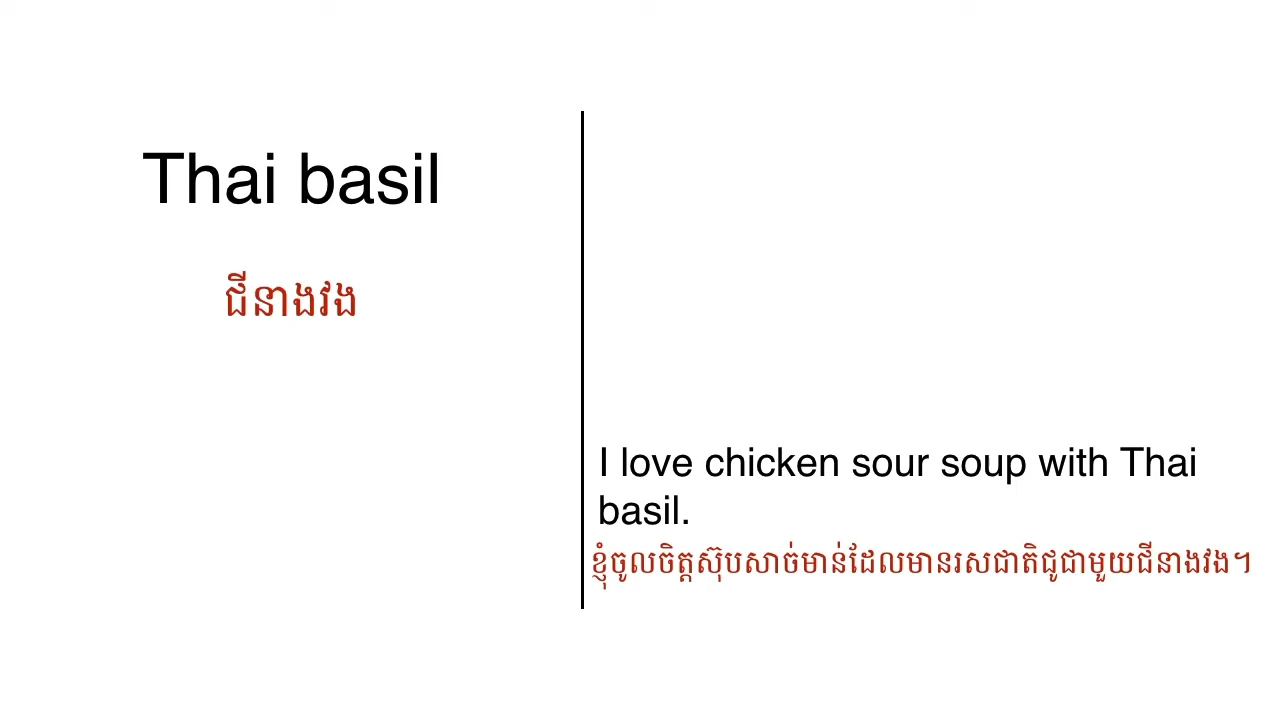 Thai basil
ជីនាងវង
I love chicken sour soup with Thai
basil.
ខ្ញុំចូលចិត្តស៊ុបសាច់មាន់ដែលមានរសជាតិជូជាមួយជីនាងវង។